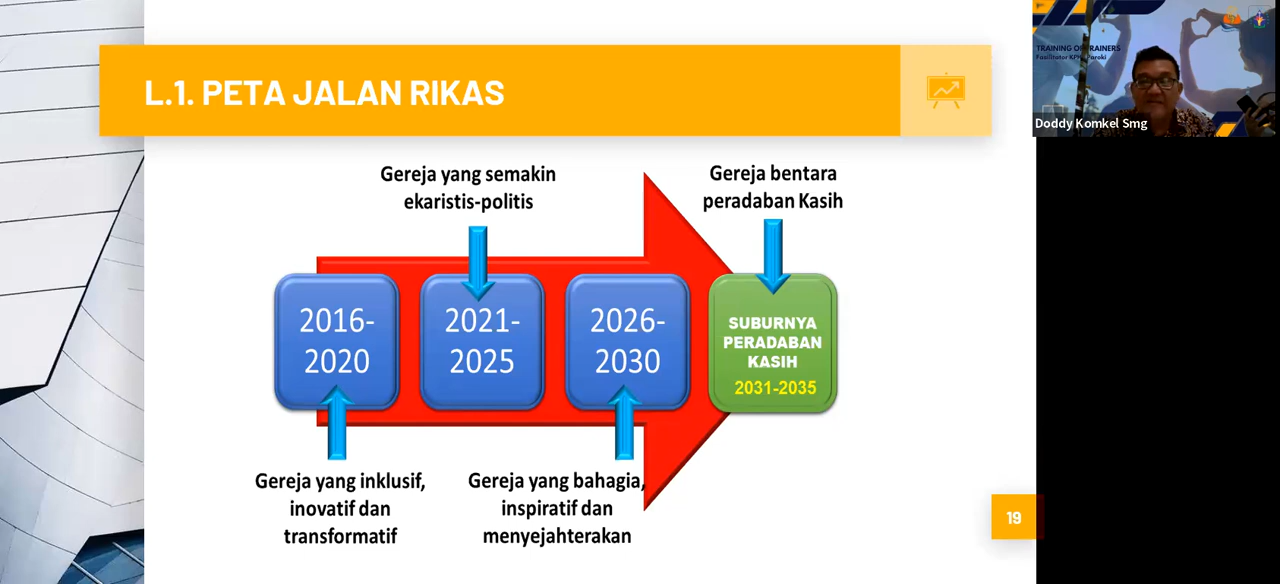 L.1. PETA JALAN RIKAS
TRAINING OF TRAINERS
Doddy Komkel Smg
Gereja yang semakin
ekaristis-politis
Gereja bentara
peradaban Kasih
2016-
2020
2021-
2025
2026-
2030
SUBURNYA
PERADABAN
KASIH
2031-2035
Gereja yang inklusif,
inovatif dan
transformatif
Gereja yang bahagia,
inspiratif dan
menyejahterakan
19